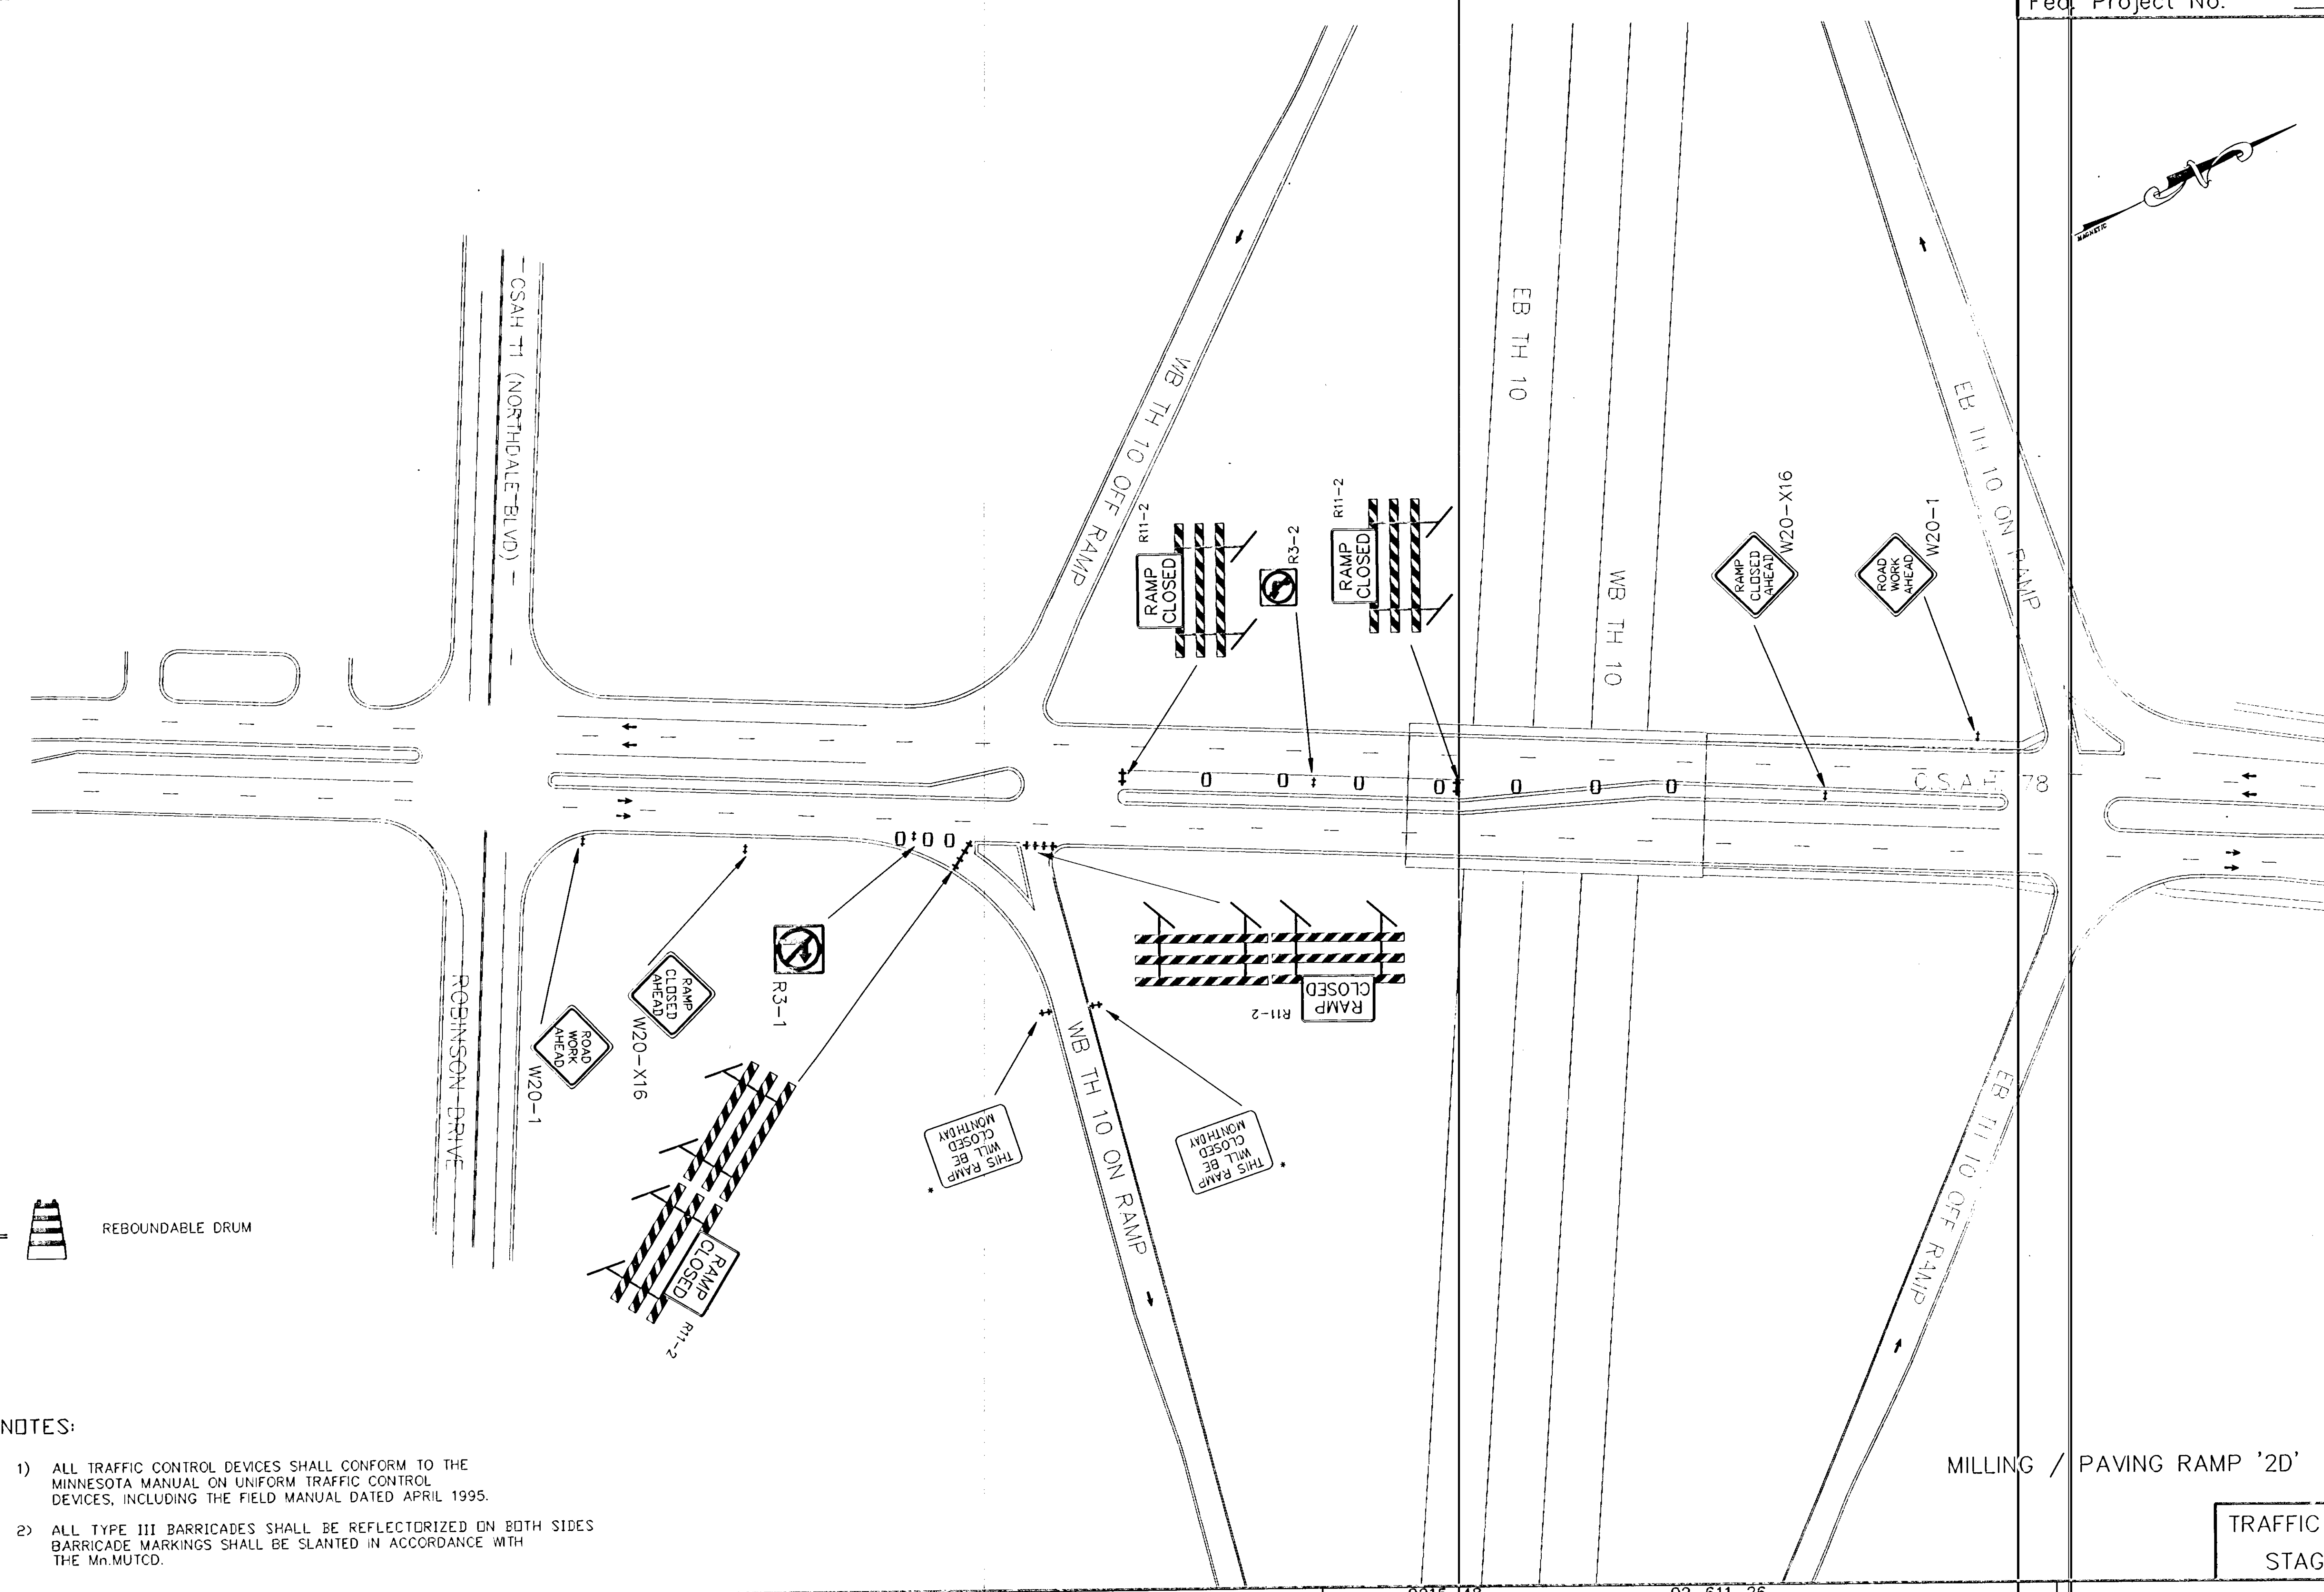 Fed. Project No.
MAGNETIC
CSAH 11 (NORTHDALE BLVD)
WB TH 10 OFF RAMP
EB TH 10
WB TH 10
EB TH 10 ON RAMP
R11-2
RAMP
CLOSED
R3-2
R11-2
RAMP
CLOSED
W20-X16
RAMP
CLOSED
AHEAD
W20-1
ROAD
WORK
AHEAD
C.S.A.H. 78
ROBINSON DRIVE
ROAD
WORK
AHEAD
W20-1
RAMP
CLOSED
AHEAD
W20-X16
R3-1
RAMP
CLOSED
R11-2
RAMP
CLOSED
R11-2
THIS RAMP
WILL BE
CLOSED
MONTH DAY
*
THIS RAMP
WILL BE
CLOSED
MONTH DAY
*
WB TH 10 ON RAMP
EB TH 10 OFF RAMP
= REBOUNDABLE DRUM
NOTES:
1) ALL TRAFFIC CONTROL DEVICES SHALL CONFORM TO THE
MINNESOTA MANUAL ON UNIFORM TRAFFIC CONTROL
DEVICES, INCLUDING THE FIELD MANUAL DATED APRIL 1995.
2) ALL TYPE III BARRICADES SHALL BE REFLECTORIZED ON BOTH SIDES
BARRICADE MARKINGS SHALL BE SLANTED IN ACCORDANCE WITH
THE Mn.MUTCD.
MILLING / PAVING RAMP '2D'
TRAFFIC
STAG